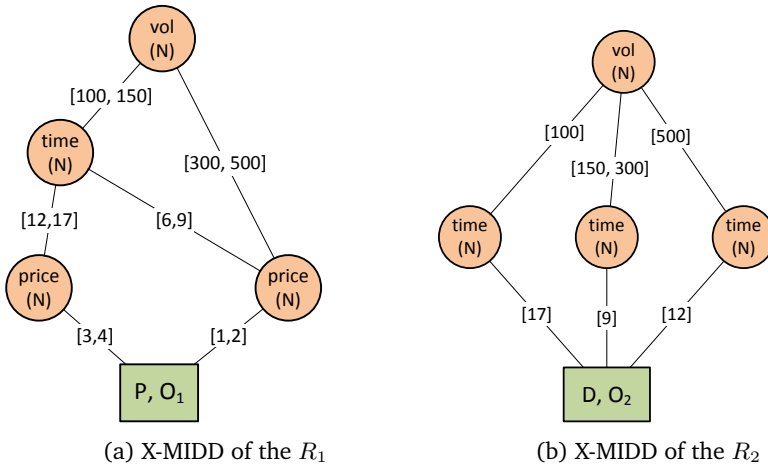 vol
(N)
[100, 150]
time
(N)
[300, 500]
[12,17]
[6,9]
price
(N)
price
(N)
[3,4]
[1,2]
P, O₁
(a) X-MIDD of the R₁
vol
(N)
[100]
[500]
[150, 300]
time
(N)
time
(N)
time
(N)
[17]
[9]
[12]
D, O₂
(b) X-MIDD of the R₂